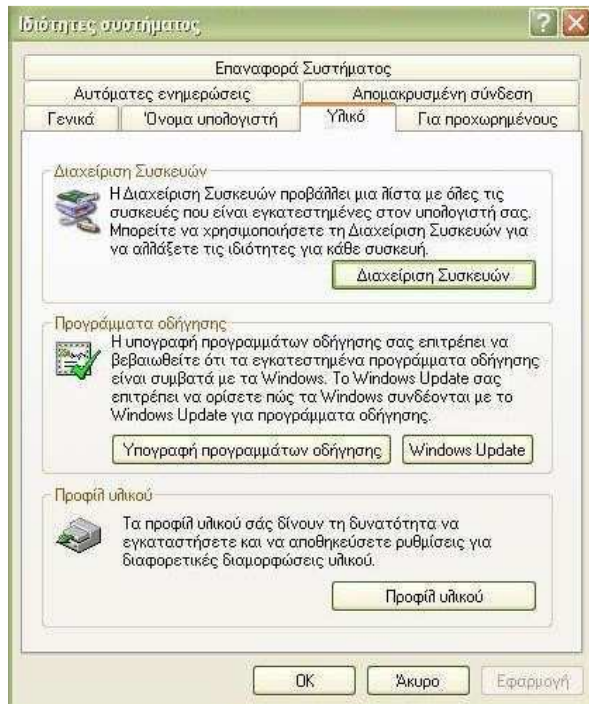 Ιδιότητες συστήματος
Επαναφορά Συστήματος
Αυτόματες ενημερώσεις
Απομακρυσμένη σύνδεση
Γενικά
Όνομα υπολογιστή
Υλικό
Για προχωρημένους
Διαχείριση Συσκευών
Η Διαχείριση Συσκευών προβάλλει μια λίστα με όλες τις
συσκευές που είναι εγκατεστημένες στον υπολογιστή σας.
Μπορείτε να χρησιμοποιήσετε τη Διαχείριση Συσκευών για
να αλλάξετε τις ιδιότητες για κάθε συσκευή.
Διαχείριση Συσκευών
Προγράμματα οδήγησης
Η υπογραφή προγραμμάτων οδήγησης σας επιτρέπει να
βεβαιωθείτε ότι τα εγκατεστημένα προγράμματα οδήγησης
είναι συμβατά με τα Windows. Το Windows Update σας
επιτρέπει να ορίσετε πώς τα Windows συνδέονται με το
Windows Update για προγράμματα οδήγησης.
Υπογραφή προγραμμάτων οδήγησης
Windows Update
Προφίλ υλικού
Τα προφίλ υλικού σάς δίνουν τη δυνατότητα να
εγκαταστήσετε και να αποθηκεύσετε ρυθμίσεις για
διαφορετικές διαμορφώσεις υλικού.
Προφίλ υλικού
OK
Άκυρο
Εφαρμογή